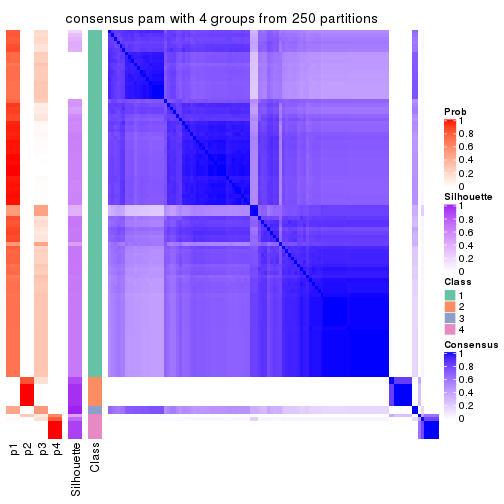 consensus pam with 4 groups from 250 partitions
Prob
1
0.8
0.6
0.4
0.2
0
Silhouette
1
0.8
0.6
0.4
0.2
0
Class
1
2
3
4
Consensus
1
0.8
0.6
0.4
0.2
0
p1
p2
p3
p4
Silhouette
Class